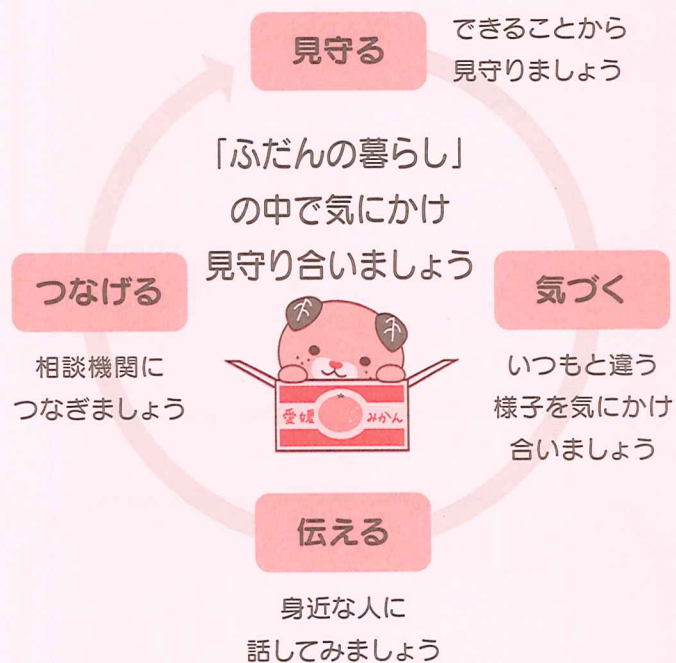 見守る
できることから
見守りましょう
「ふだんの暮らし」
の中で気にかけ
見守り合いましょう
気づく
いつもと違う
様子を気にかけ
合いましょう
伝える
身近な人に
話してみましょう
つなげる
相談機関に
つなぎましょう
愛媛 みかん